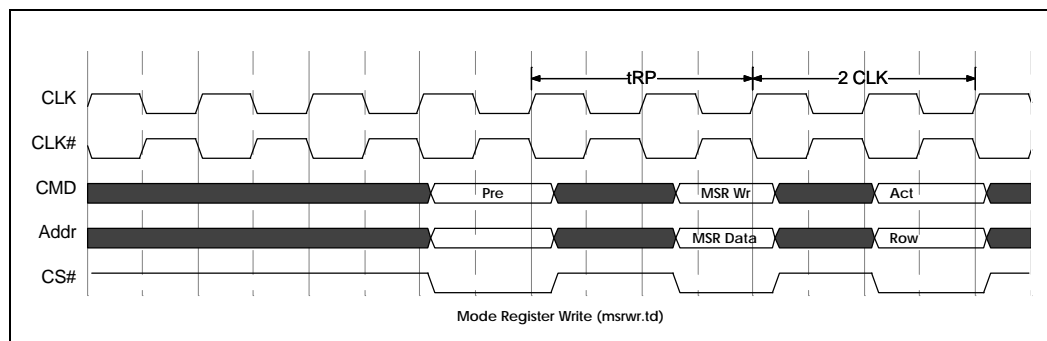 tRP 2 CLK
CLK
CLK#
CMD Pre MSR Wr Act
Addr MSR Data Row
CS#
Mode Register Write (msrwr.td)